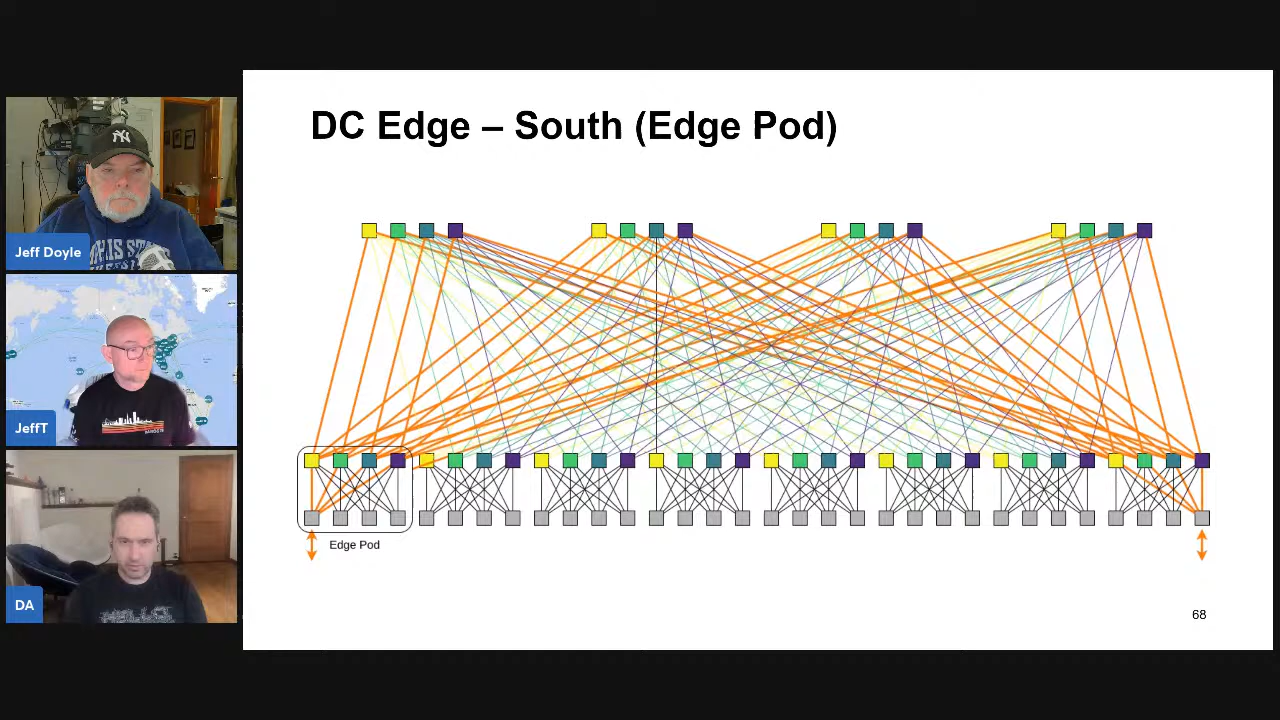 DC Edge – South (Edge Pod)
Jeff Doyle
JeffT
DA
Edge Pod
68